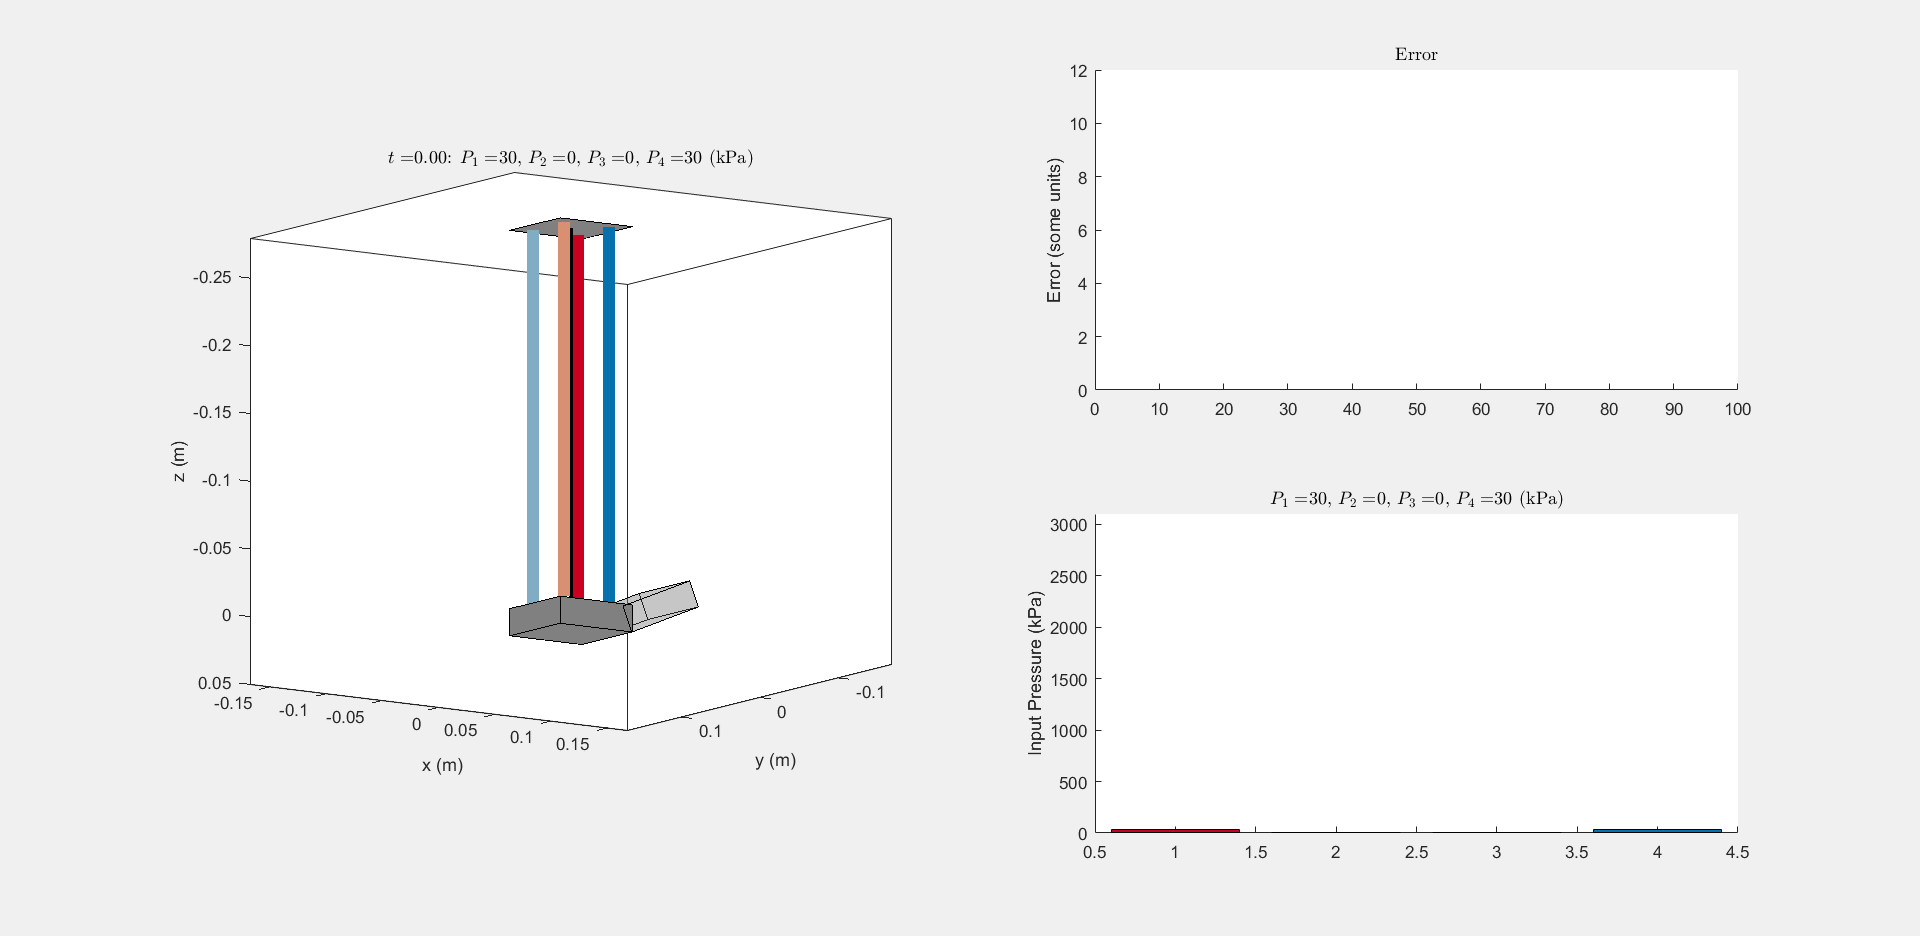 t =0.00: P1 =30, P2 =0, P3 =0, P4 =30 (kPa)
-0.25
-0.2
-0.15
-0.1
-0.05
0
0.05
z (m)
-0.15 -0.1 -0.05 0 0.05 0.1 0.15
x (m)
0.1 0 -0.1
y (m)
Error
12
10
8
6
4
2
0
Error (some units)
0 10 20 30 40 50 60 70 80 90 100
P1 =30, P2 =0, P3 =0, P4 =30 (kPa)
3000
2500
2000
1500
1000
500
0
Input Pressure (kPa)
0.5 1 1.5 2 2.5 3 3.5 4 4.5